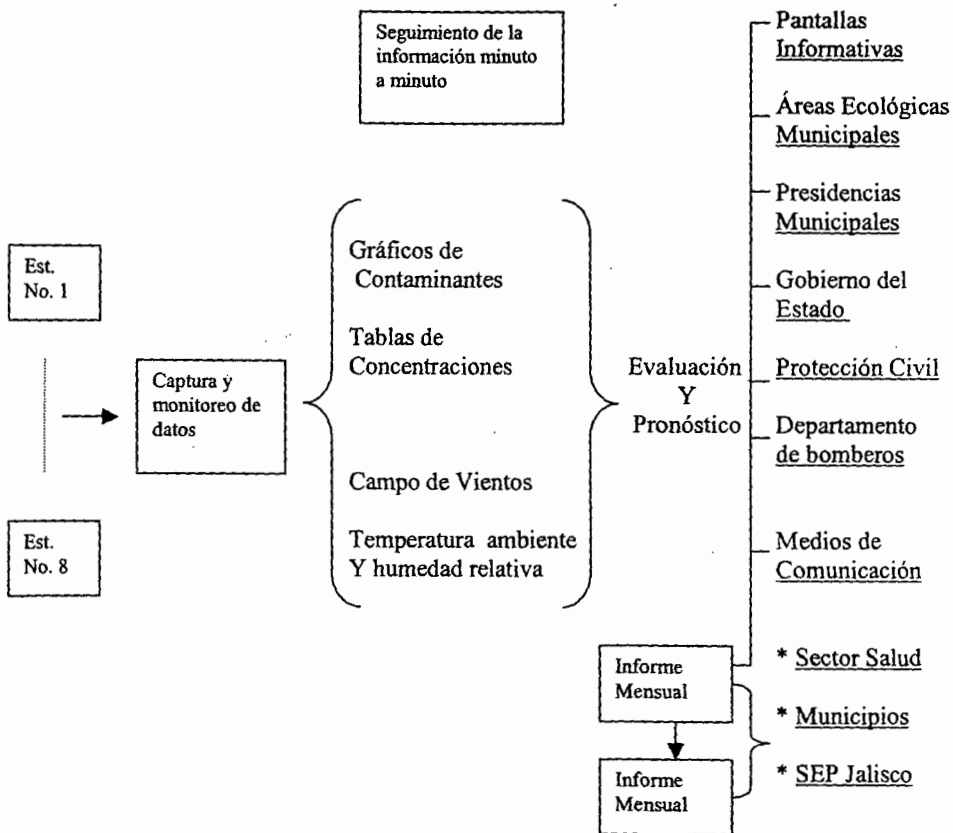 Seguimiento de la
información minuto
a minuto
Est.
No. 1
Est.
No. 8
Captura y
monitoreo de
datos
Gráficos de
Contaminantes
Tablas de
Concentraciones
Campo de Vientos
Temperatura ambiente
Y humedad relativa
Evaluación
Y
Pronóstico
Pantallas
Informativas
Áreas Ecológicas
Municipales
Presidencias
Municipales
Gobierno del
Estado
Protección Civil
Departamento
de bomberos
Medios de
Comunicación
Informe
Mensual
Informe
Mensual
* Sector Salud
* Municipios
* SEP Jalisco